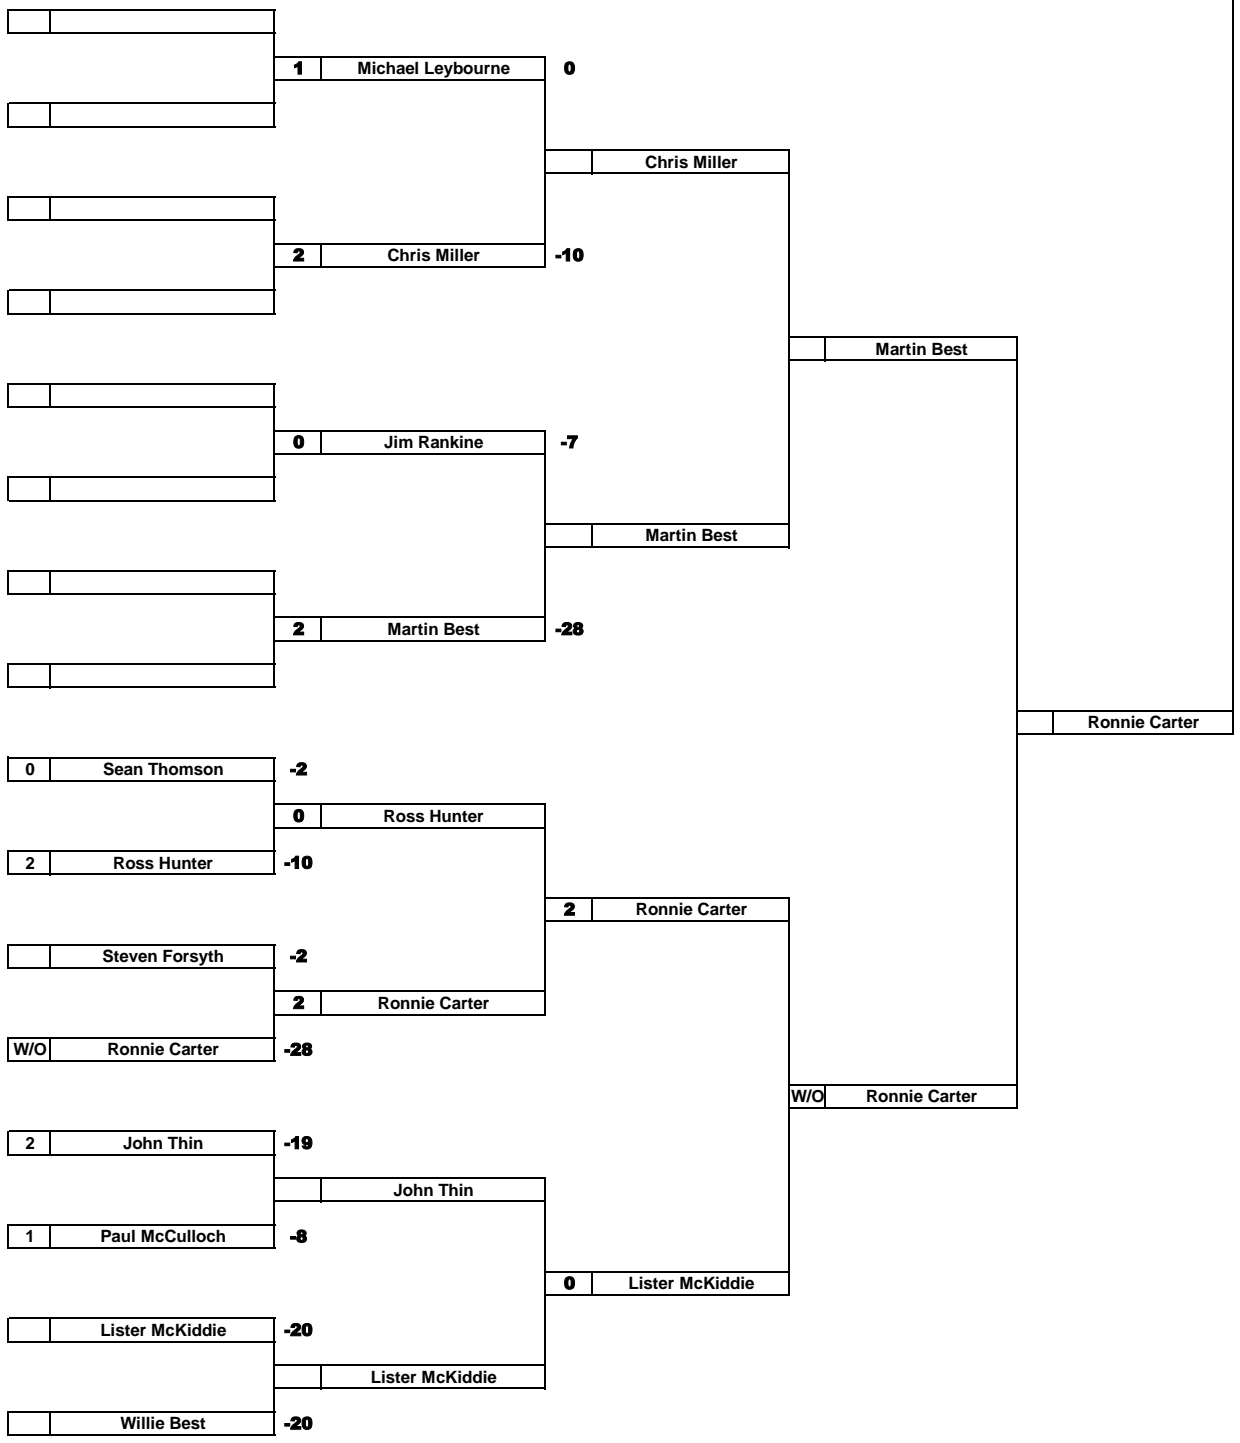 1 Michael Leybourne 0
Chris Miller
2 Chris Miller -10
Martin Best
0 Jim Rankine -7
Martin Best
2 Martin Best -28
Ronnie Carter
0 Sean Thomson -2
0 Ross Hunter
2 Ross Hunter -10
2 Ronnie Carter
Steven Forsyth -2
2 Ronnie Carter
W/O Ronnie Carter -28
W/O Ronnie Carter
2 John Thin -19
John Thin
1 Paul McCulloch -8
0 Lister McKiddie
Lister McKiddie -20
Lister McKiddie
Willie Best -20